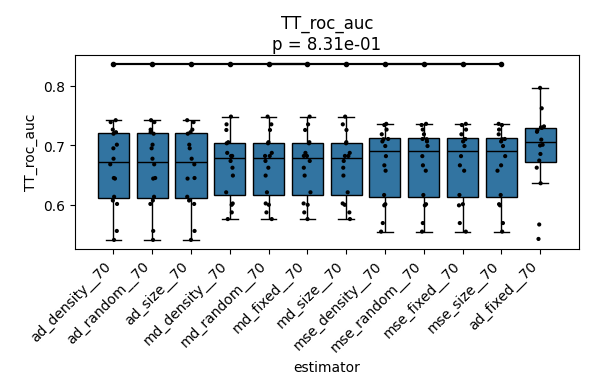 TT_roc_auc
p = 8.31e-01
TT_roc_auc
0.8
0.7
0.6
ad_density__70
ad_random__70
ad_size__70
md_density__70
md_random__70
md_fixed__70
md_size__70
mse_density__70
mse_random__70
mse_fixed__70
mse_size__70
ad_fixed__70
estimator